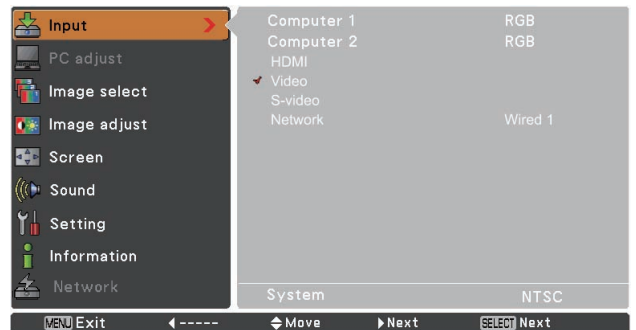 Input
PC adjust
Image select
Image adjust
Screen
Sound
Setting
Information
Network
Computer 1 RGB
Computer 2 RGB
HDMI
Video
S-video
Network Wired 1
System NTSC
MENU Exit ----- Move Next SELECT Next